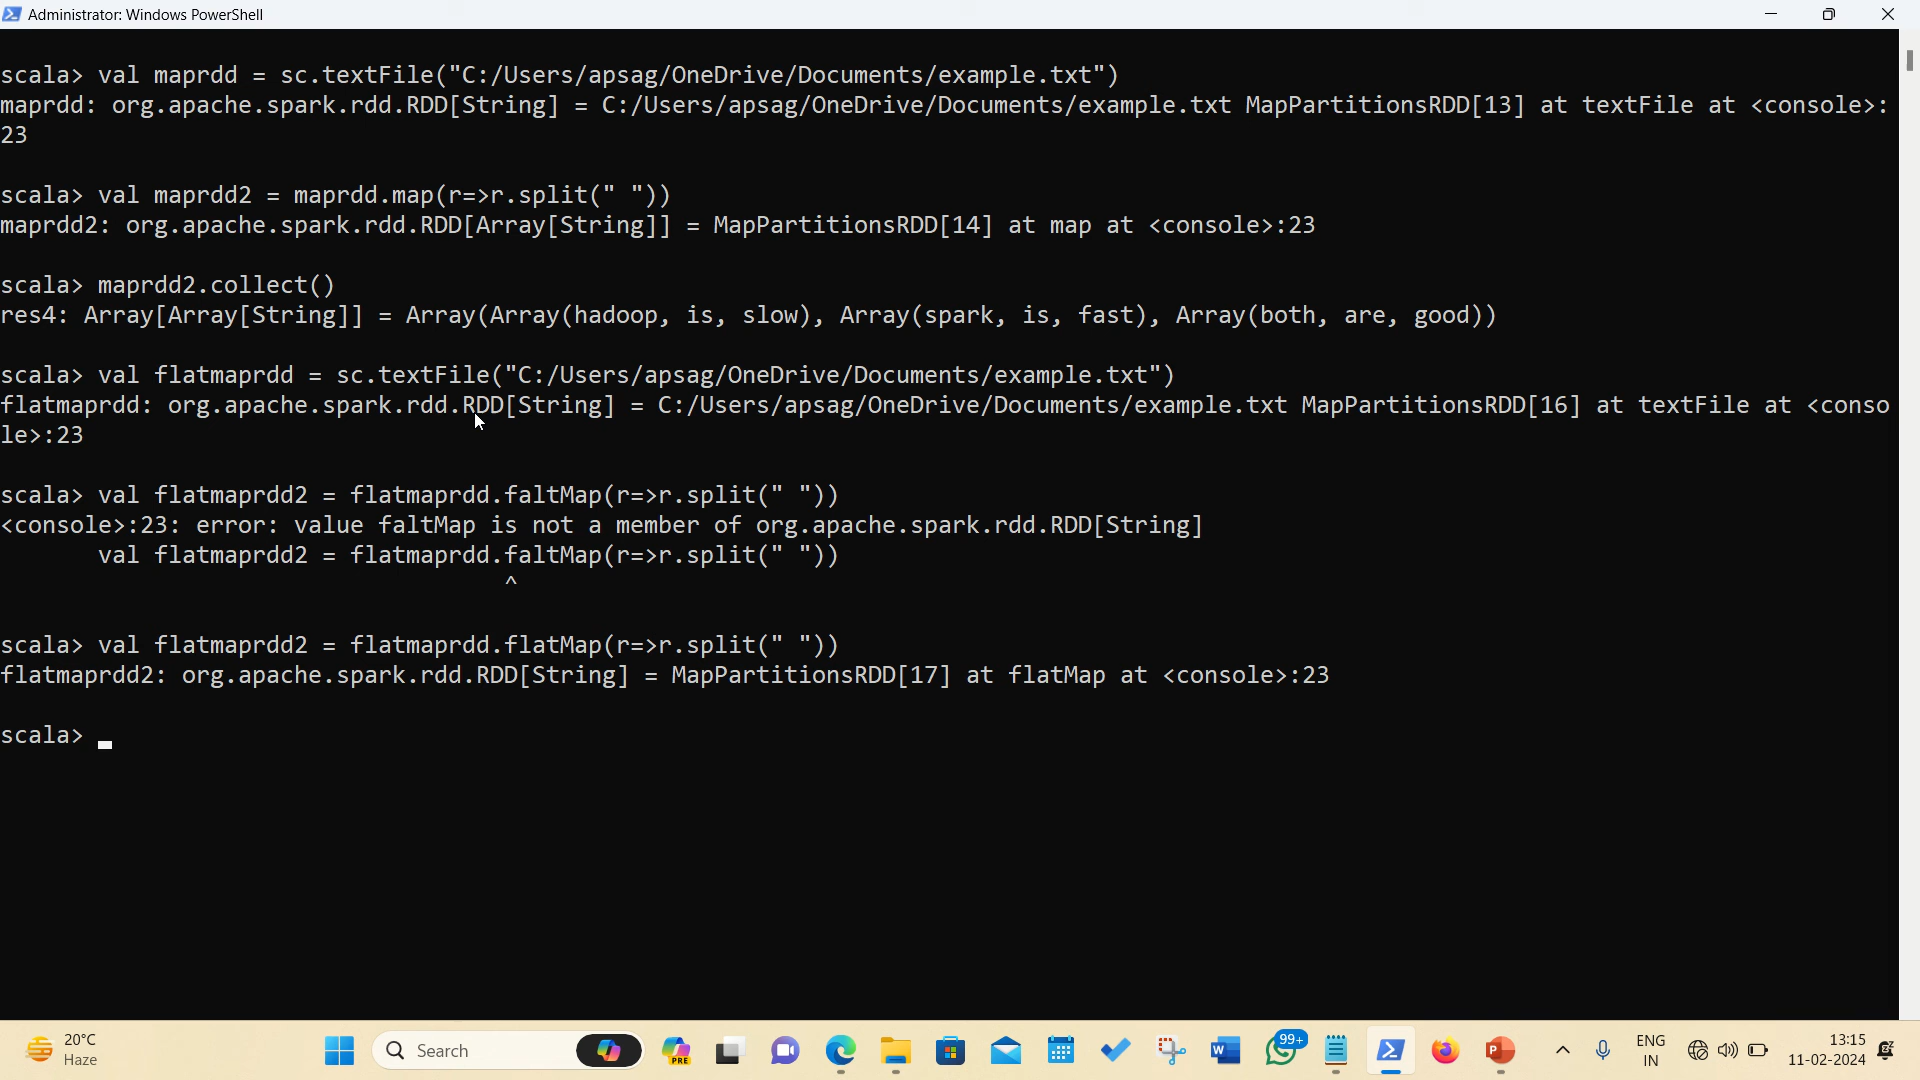 Administrator: Windows PowerShell
scala> val maprdd = sc.textFile("C:/Users/apsag/OneDrive/Documents/example.txt")
maprdd: org.apache.spark.rdd.RDD[String] = C:/Users/apsag/OneDrive/Documents/example.txt MapPartitionsRDD[13] at textFile at <console>:
23
scala> val maprdd2 = maprdd.map(r=>r.split(" "))
maprdd2: org.apache.spark.rdd.RDD[Array[String]] = MapPartitionsRDD[14] at map at <console>:23
scala> maprdd2.collect()
res4: Array[Array[String]] = Array(Array(hadoop, is, slow), Array(spark, is, fast), Array(both, are, good))
scala> val flatmaprdd = sc.textFile("C:/Users/apsag/OneDrive/Documents/example.txt")
flatmaprdd: org.apache.spark.rdd.RDD[String] = C:/Users/apsag/OneDrive/Documents/example.txt MapPartitionsRDD[16] at textFile at <conso
le>:23
scala> val flatmaprdd2 = flatmaprdd.faltMap(r=>r.split(" "))
<console>:23: error: value faltMap is not a member of org.apache.spark.rdd.RDD[String]
       val flatmaprdd2 = flatmaprdd.faltMap(r=>r.split(" "))
                                    ^
scala> val flatmaprdd2 = flatmaprdd.flatMap(r=>r.split(" "))
flatmaprdd2: org.apache.spark.rdd.RDD[String] = MapPartitionsRDD[17] at flatMap at <console>:23
scala>
20°C
Haze
Search
PRE
W
99+
P
ENG
IN
13:15
11-02-2024